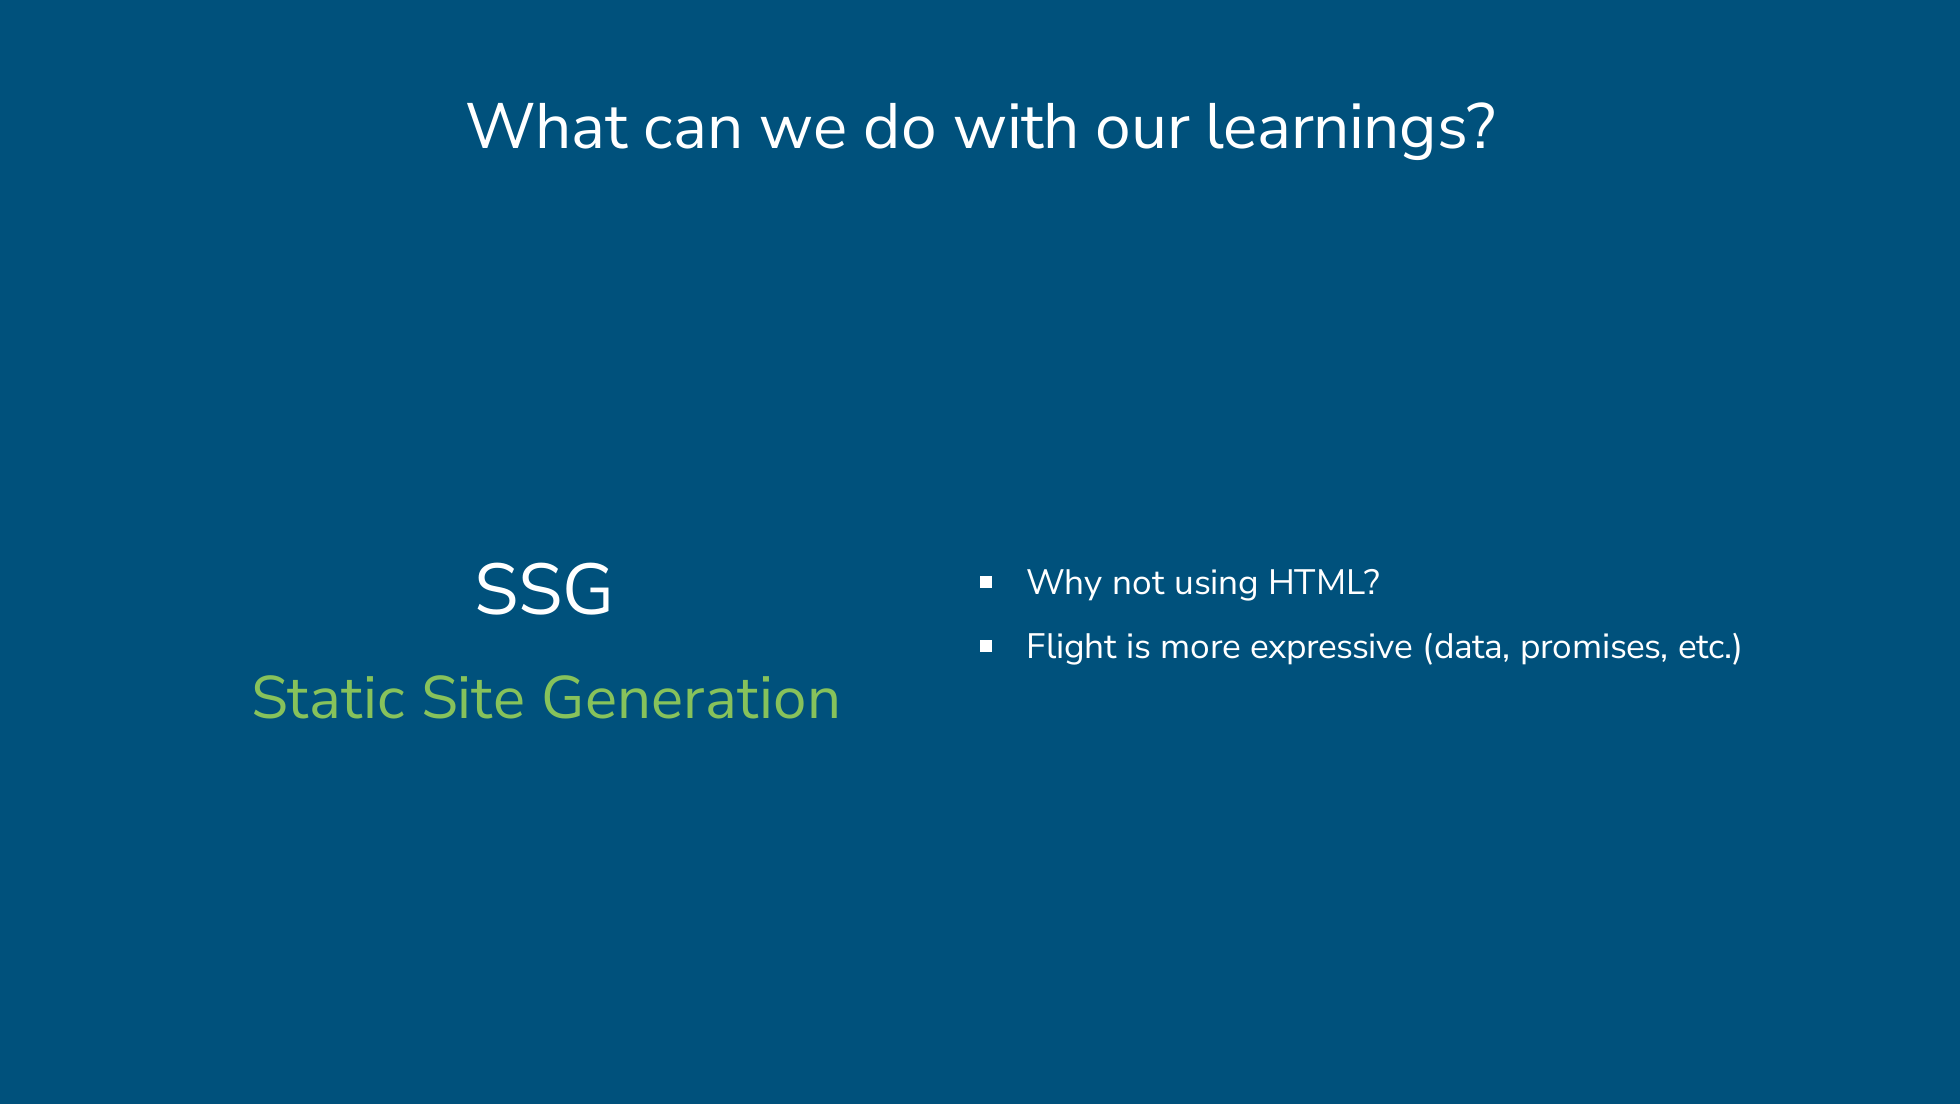 What can we do with our learnings?
SSG
Static Site Generation
Why not using HTML?
Flight is more expressive (data, promises, etc.)